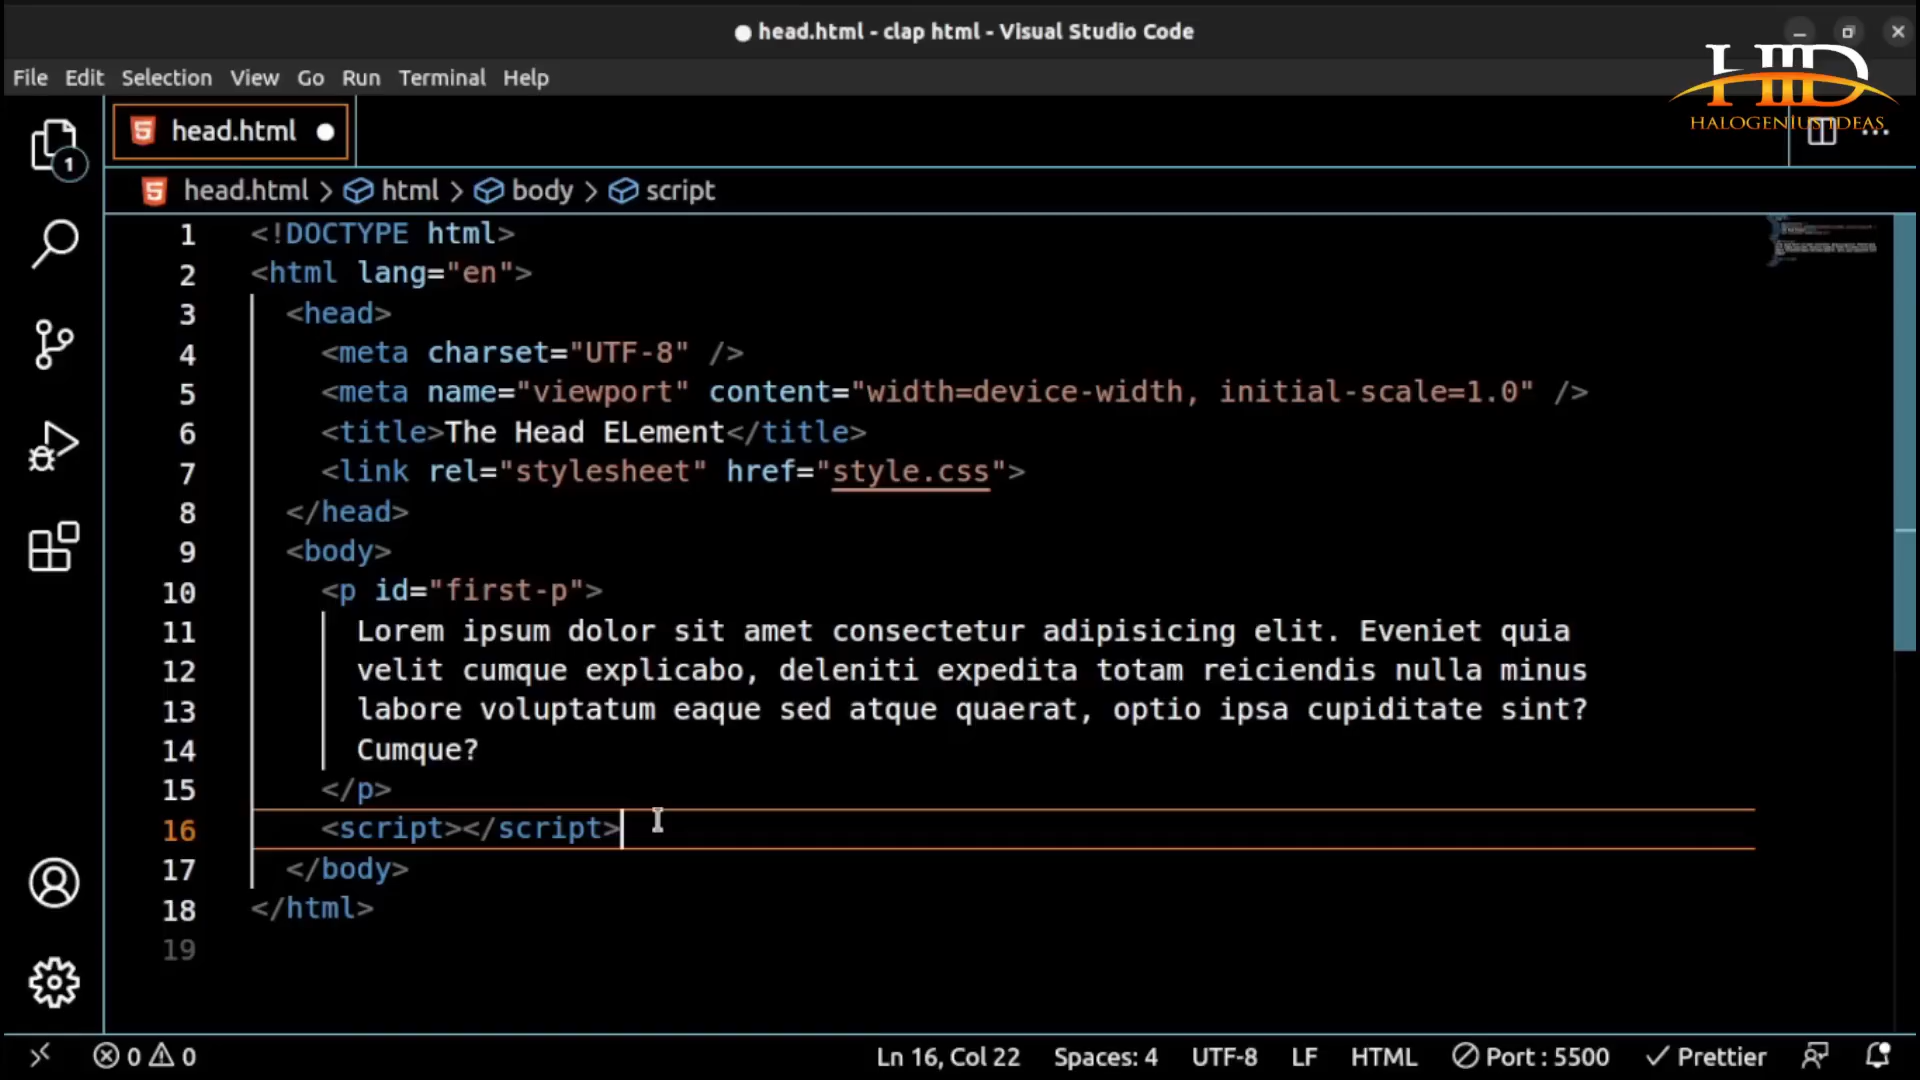 head.html - clap html - Visual Studio Code
File Edit Selection View Go Run Terminal Help
HID
HALOGENIUS IDEAS
head.html
1
head.html > html > body > script
1 <!DOCTYPE html>
2 <html lang="en">
3 <head>
4 <meta charset="UTF-8" />
5 <meta name="viewport" content="width=device-width, initial-scale=1.0" />
6 <title>The Head ELement</title>
7 <link rel="stylesheet" href="style.css">
8 </head>
9 <body>
10 <p id="first-p">
11 Lorem ipsum dolor sit amet consectetur adipisicing elit. Eveniet quia
12 velit cumque explicabo, deleniti expedita totam reiciendis nulla minus
13 labore voluptatum eaque sed atque quaerat, optio ipsa cupiditate sint?
14 Cumque?
15 </p>
16 <script></script>
17 </body>
18 </html>
19
0 0 Ln 16, Col 22 Spaces: 4 UTF-8 LF HTML Port : 5500 Prettier